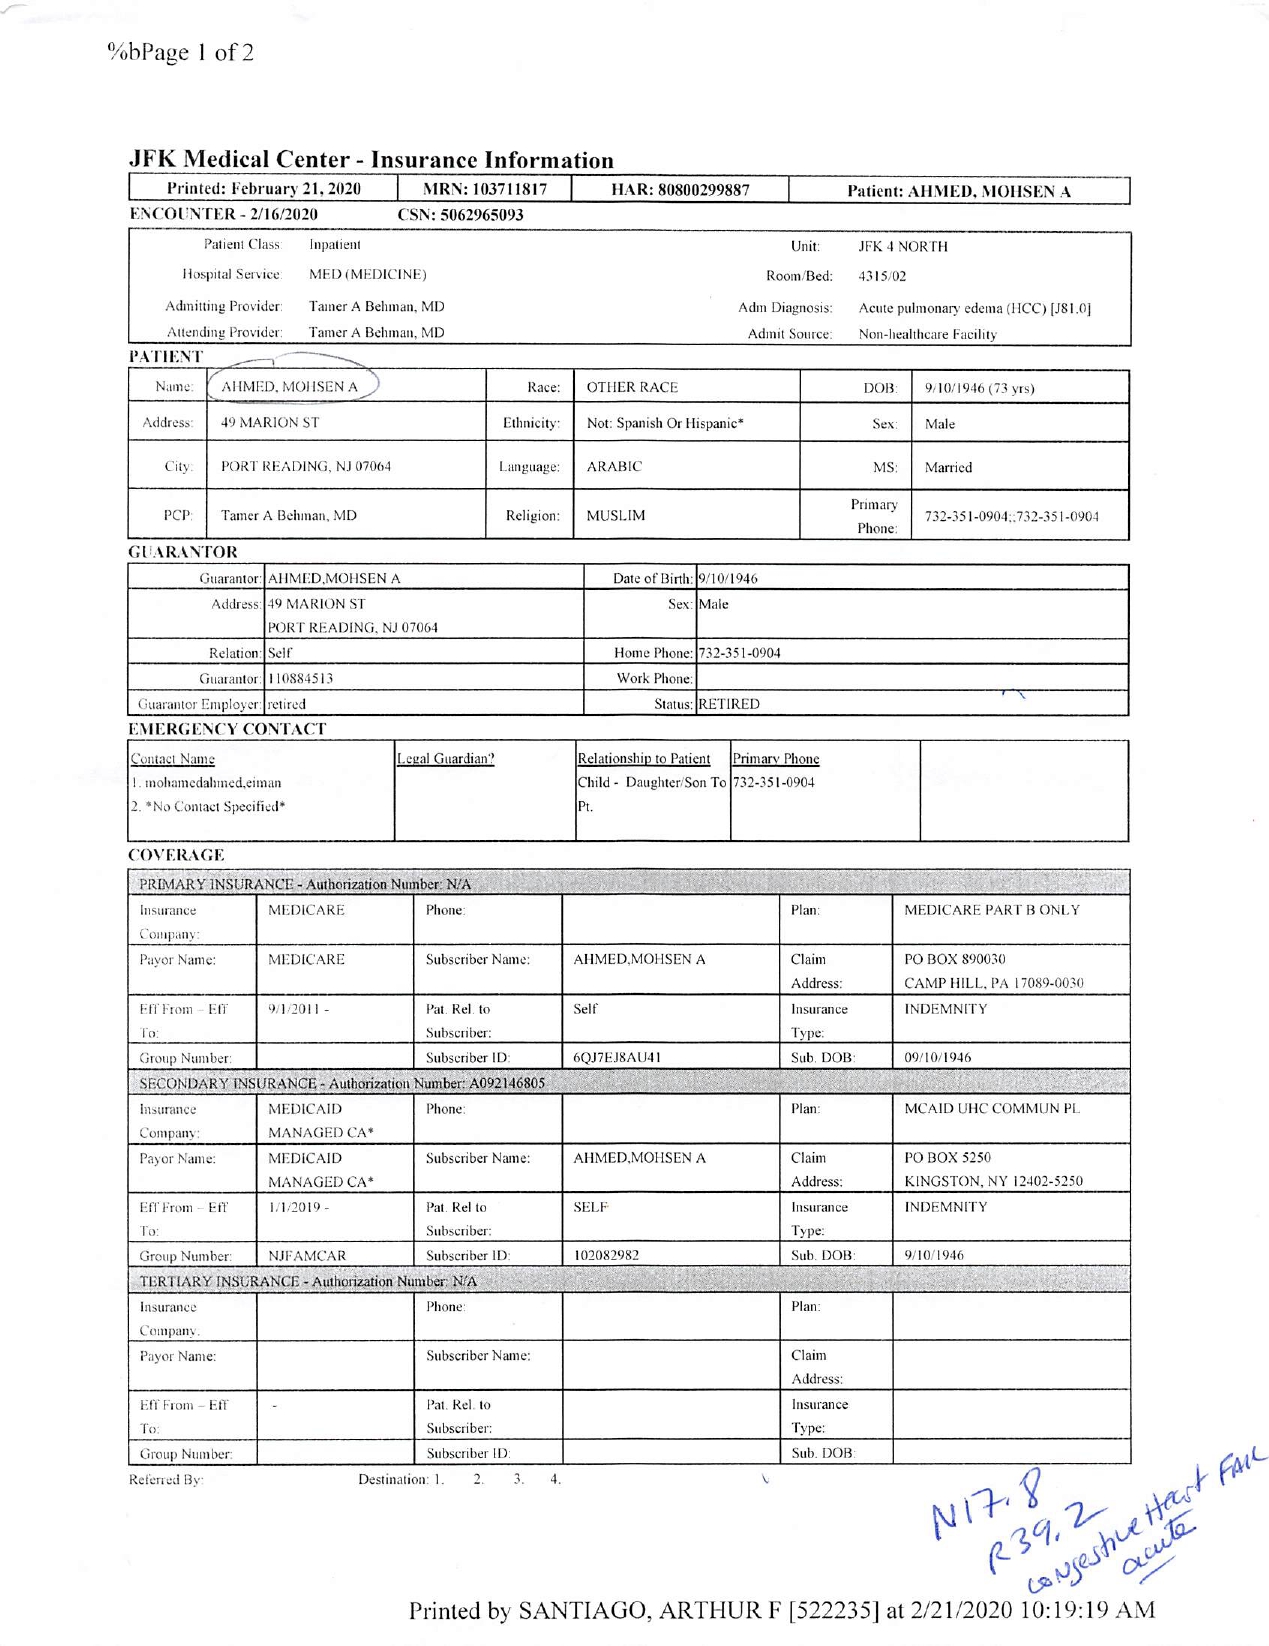 %bPage 1 of 2
JFK Medical Center - Insurance Information
Printed: February 21, 2020 MRN: 103711817 HAR: 80800299887 Patient: AHMED, MOHSEN A
ENCOUNTER - 2/16/2020 CSN: 5062965093
Patient Class: Inpatient Unit: JFK 4 NORTH
Hospital Service: MED (MEDICINE) Room/Bed: 4315/02
Admitting Provider: Tamer A Behman, MD Adm Diagnosis: Acute pulmonary edema (HCC) [J81.0]
Attending Provider: Tamer A Behman, MD Admit Source: Non-healthcare Facility
PATIENT
Name: AHMED, MOHSEN A Race: OTHER RACE DOB: 9/10/1946 (73 yrs)
Address: 49 MARION ST Ethnicity: Not: Spanish Or Hispanic* Sex: Male
City: PORT READING, NJ 07064 Language: ARABIC MS: Married
PCP: Tamer A Behman, MD Religion: MUSLIM Primary Phone: 732-351-0904;;732-351-0904
GUARANTOR
Guarantor: AHMED,MOHSEN A Date of Birth: 9/10/1946
Address: 49 MARION ST Sex: Male
PORT READING, NJ 07064
Relation: Self Home Phone: 732-351-0904
Guarantor: 110884513 Work Phone:
Guarantor Employer: retired Status: RETIRED
EMERGENCY CONTACT
Contact Name Legal Guardian? Relationship to Patient Primary Phone
1. mohamedahmed,eiman Child - Daughter/Son To 732-351-0904
2. *No Contact Specified* Pt.
COVERAGE
PRIMARY INSURANCE - Authorization Number: N/A
Insurance MEDICARE Phone: Plan: MEDICARE PART B ONLY
Company:
Payor Name: MEDICARE Subscriber Name: AHMED,MOHSEN A Claim PO BOX 890030
Address: CAMP HILL, PA 17089-0030
Eff From - Eff 9/1/2011 - Pat. Rel. to Self Insurance INDEMNITY
To: Subscriber: Type:
Group Number: Subscriber ID: 6QJ7EJ8AU41 Sub. DOB: 09/10/1946
SECONDARY INSURANCE - Authorization Number: A092146805
Insurance MEDICAID Phone: Plan: MCAID UHC COMMUN PL
Company: MANAGED CA*
Payor Name: MEDICAID Subscriber Name: AHMED,MOHSEN A Claim PO BOX 5250
MANAGED CA* Address: KINGSTON, NY 12402-5250
Eff From - Eff 1/1/2019 - Pat. Rel to SELF Insurance INDEMNITY
To: Subscriber: Type:
Group Number: NJFAMCAR Subscriber ID: 102082982 Sub. DOB: 9/10/1946
TERTIARY INSURANCE - Authorization Number: N/A
Insurance Phone: Plan:
Company:
Payor Name: Subscriber Name: Claim
Address:
Eff From - Eff - Pat. Rel. to Insurance
To: Subscriber: Type:
Group Number: Subscriber ID: Sub. DOB:
Referred By: Destination: 1. 2. 3. 4.
N17.8
R39.2
congestive Heart FAIL
acute
Printed by SANTIAGO, ARTHUR F [522235] at 2/21/2020 10:19:19 AM